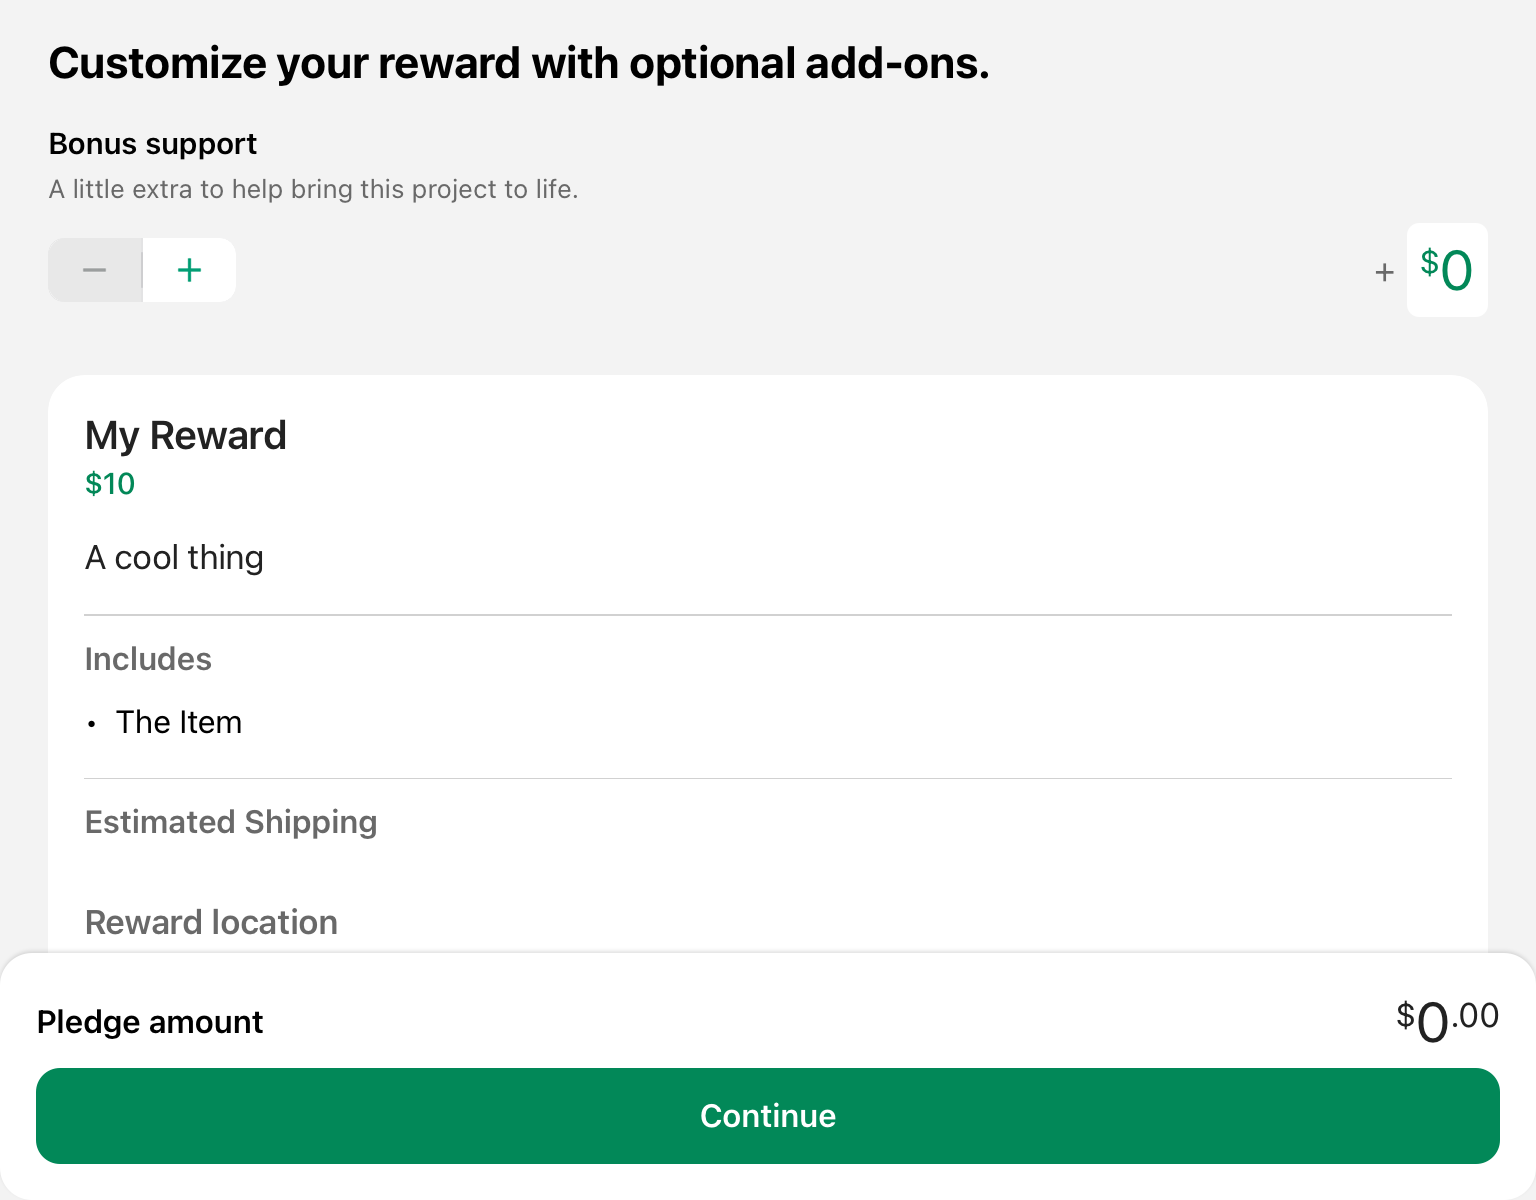 Customize your reward with optional add-ons.
Bonus support
A little extra to help bring this project to life.
− +
+ $0
My Reward
$10
A cool thing
Includes
• The Item
Estimated Shipping
Reward location
Pledge amount $0.00
Continue